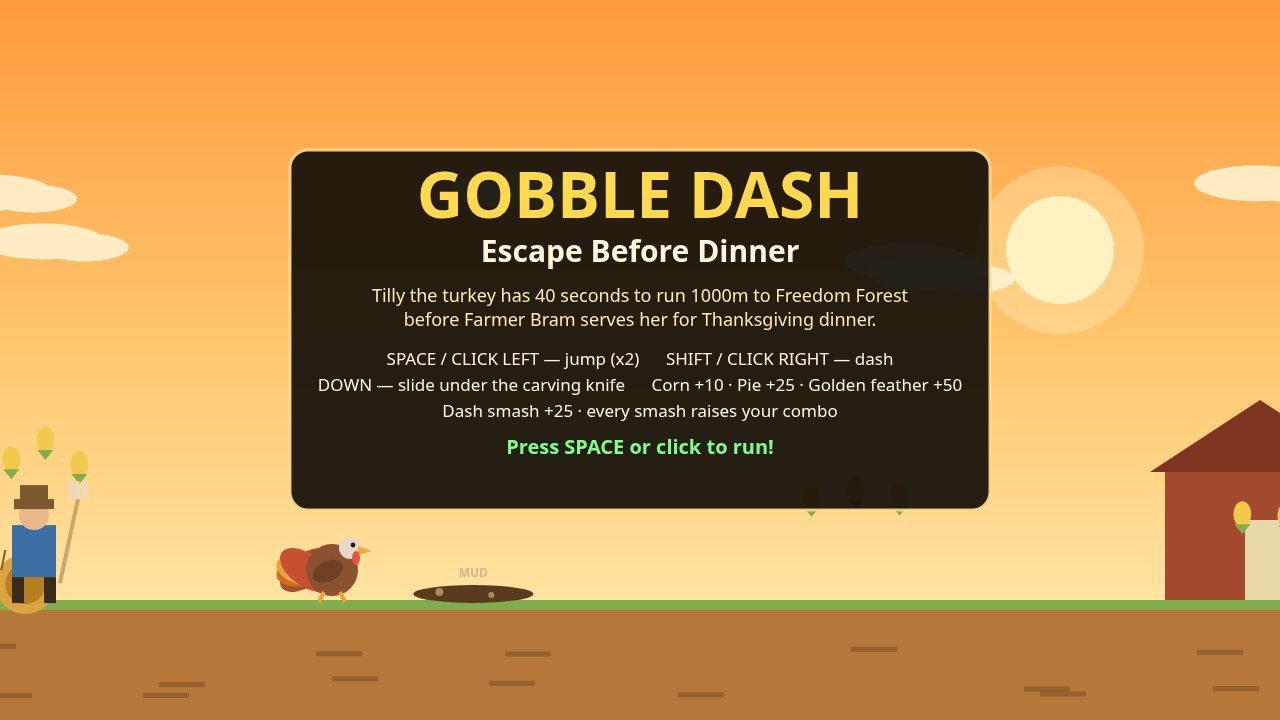 GOBBLE DASH
Escape Before Dinner
Tilly the turkey has 40 seconds to run 1000m to Freedom Forest
before Farmer Bram serves her for Thanksgiving dinner.
SPACE / CLICK LEFT — jump (x2) SHIFT / CLICK RIGHT — dash
DOWN — slide under the carving knife Corn +10 · Pie +25 · Golden feather +50
Dash smash +25 · every smash raises your combo
Press SPACE or click to run!
MUD